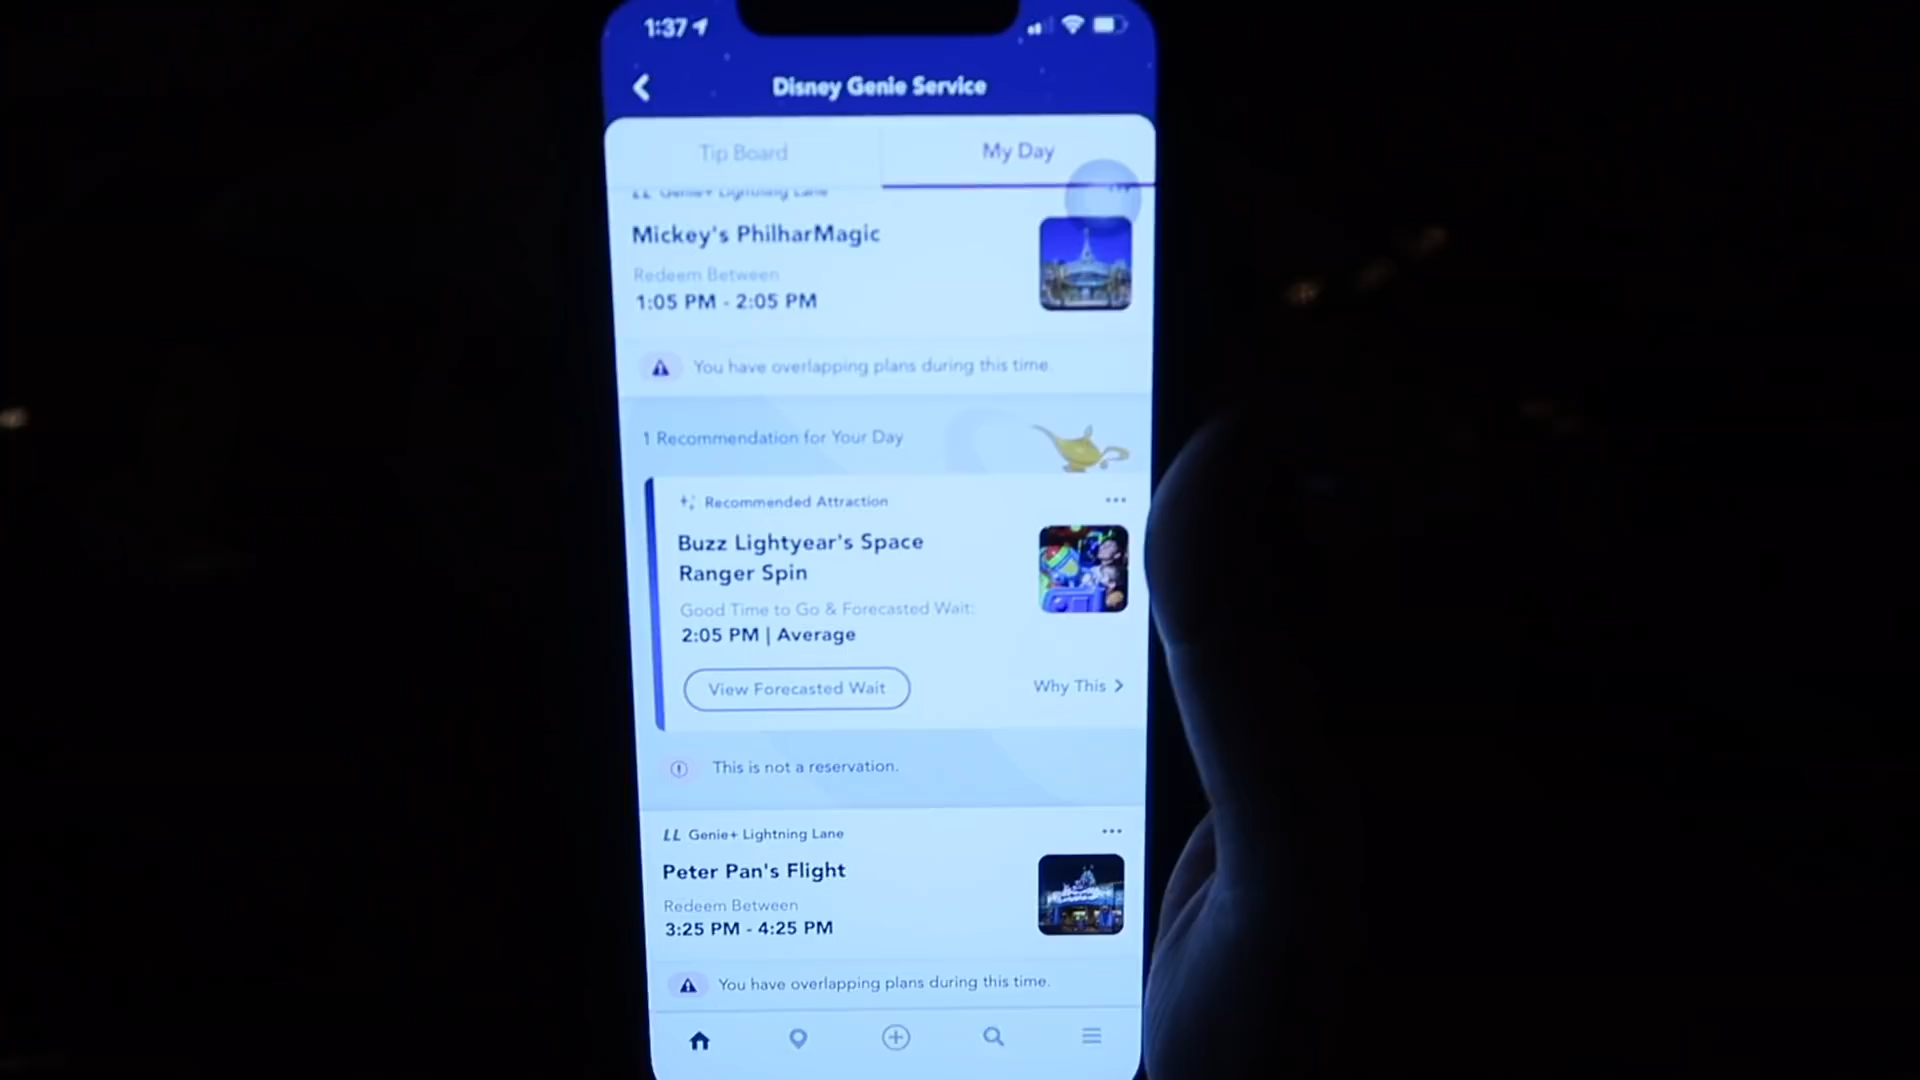 1:37
Disney Genie Service
Tip Board
My Day
LL Genie+ Lightning Lane
Mickey's PhilharMagic
Redeem Between
1:05 PM - 2:05 PM
You have overlapping plans during this time.
1 Recommendation for Your Day
Recommended Attraction
Buzz Lightyear's Space
Ranger Spin
Good Time to Go & Forecasted Wait:
2:05 PM | Average
View Forecasted Wait
Why This >
This is not a reservation.
LL Genie+ Lightning Lane
Peter Pan's Flight
Redeem Between
3:25 PM - 4:25 PM
You have overlapping plans during this time.